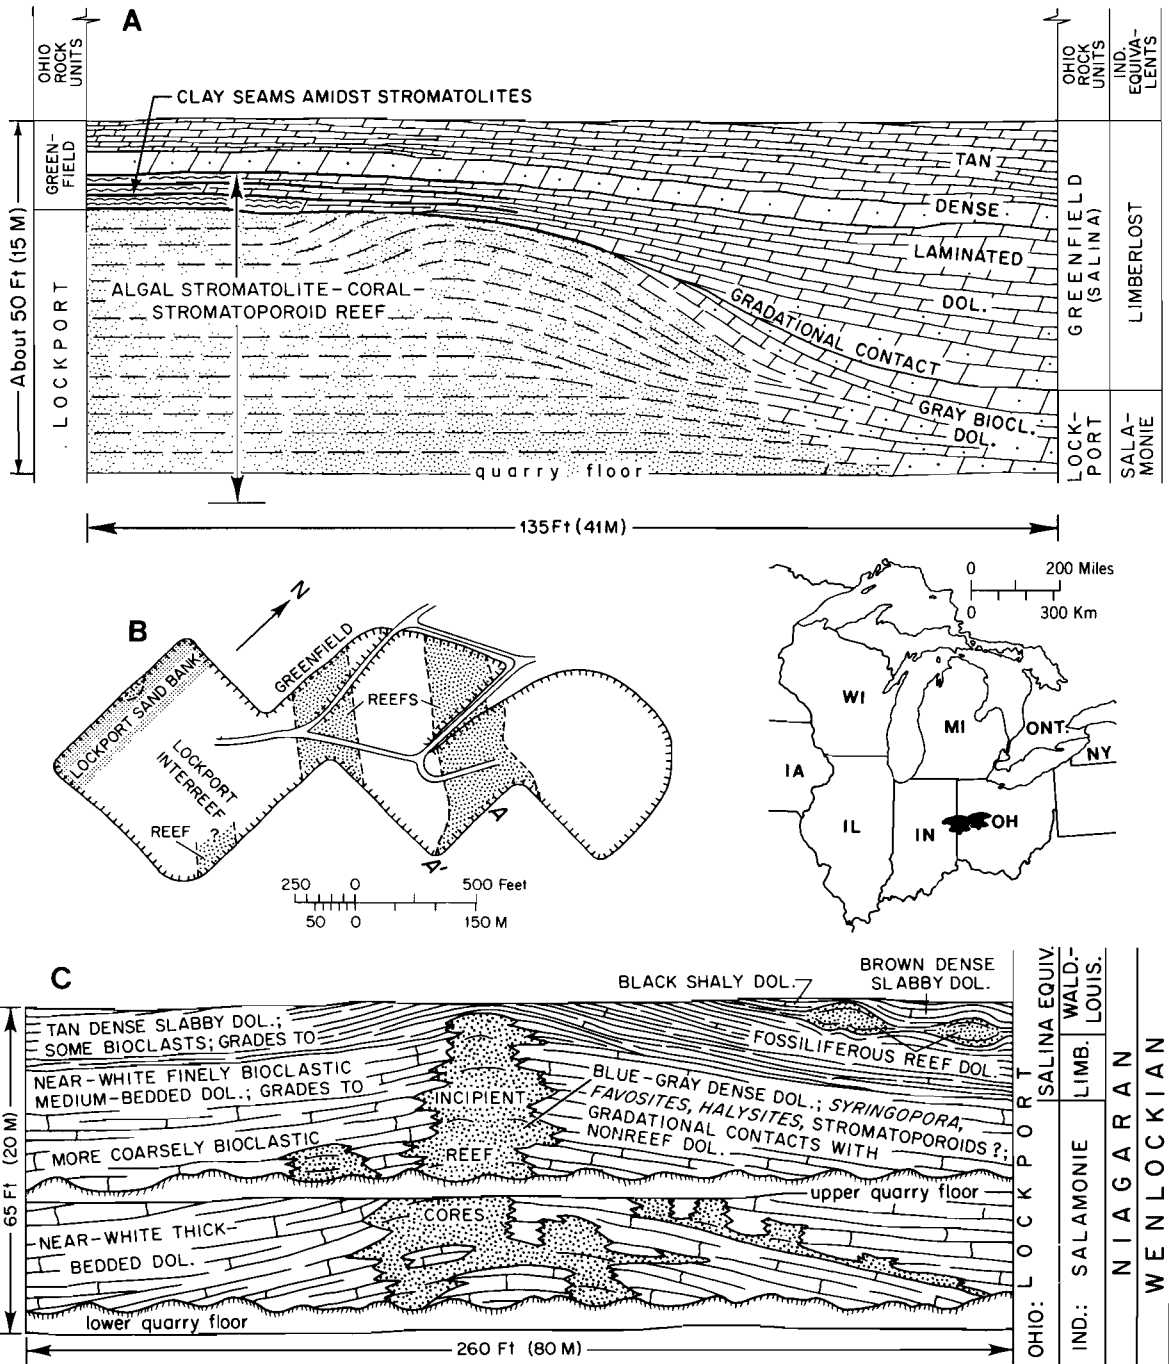 A
OHIO
ROCK
UNITS
OHIO
ROCK
UNITS
IND.
EQUIVA-
LENTS
CLAY SEAMS AMIDST STROMATOLITES
About 50 Ft (15 M)
GREEN-
FIELD
LOCKPORT
TAN
DENSE
LAMINATED
DOL.
ALGAL STROMATOLITE-CORAL-
STROMATOPOROID REEF
GRADATIONAL CONTACT
GRAY BIOCL.
DOL.
quarry floor
GREENFIELD
(SALINA)
LIMBERLOST
LOCK-
PORT
SALA-
MONIE
135 Ft (41 M)
B
N
GREENFIELD
LOCKPORT SAND BANK
REEFS
LOCKPORT
INTERREEF
REEF
?
A
A'
250 0 500 Feet
50 0 150 M
0 200 Miles
0 300 Km
WI
MI
ONT.
NY
IA
IL
IN
OH
C
BLACK SHALY DOL.
BROWN DENSE
SLABBY DOL.
TAN DENSE SLABBY DOL.;
SOME BIOCLASTS; GRADES TO
FOSSILIFEROUS REEF DOL.
NEAR-WHITE FINELY BIOCLASTIC
MEDIUM-BEDDED DOL.; GRADES TO
MORE COARSELY BIOCLASTIC
INCIPIENT
REEF
CORES
BLUE-GRAY DENSE DOL.; SYRINGOPORA,
FAVOSITES, HALYSITES, STROMATOPOROIDS ?;
GRADATIONAL CONTACTS WITH
NONREEF DOL.
upper quarry floor
NEAR-WHITE THICK-
BEDDED DOL.
lower quarry floor
65 Ft (20 M)
260 Ft (80 M)
OHIO: LOCKPORT
SALINA EQUIV.
WALD.-
LOUIS.
LIMB.
IND.: SALAMONIE
NIAGARAN
WENLOCKIAN